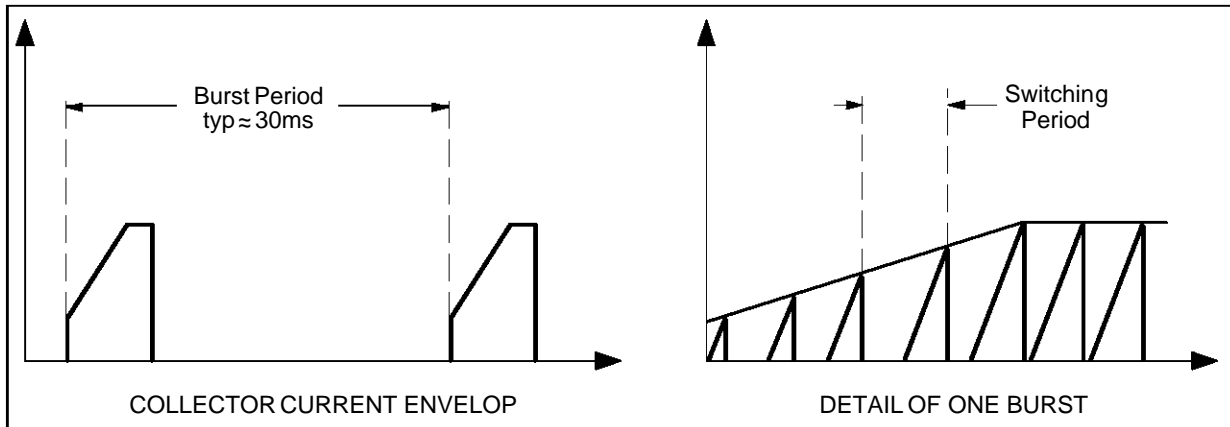 Burst Period
typ ≈ 30ms
Switching
Period
COLLECTOR CURRENT ENVELOP
DETAIL OF ONE BURST